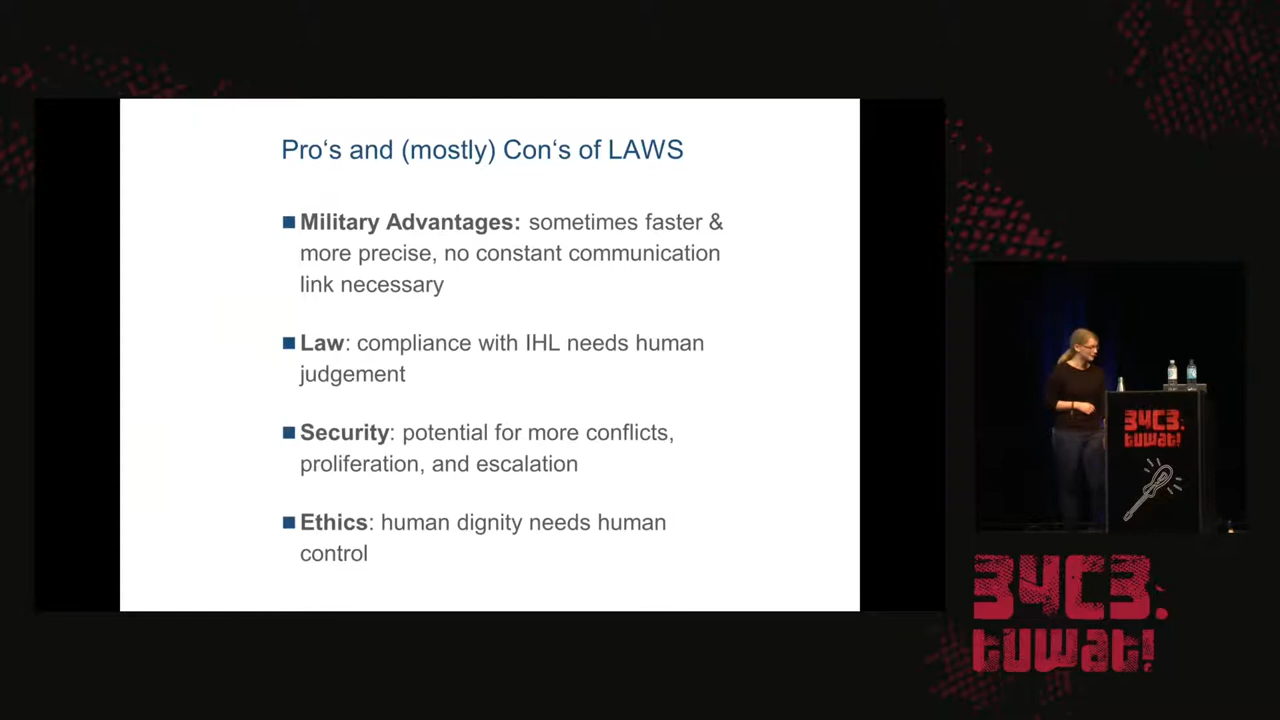 Pro‘s and (mostly) Con‘s of LAWS
Military Advantages: sometimes faster &
more precise, no constant communication
link necessary
Law: compliance with IHL needs human
judgement
Security: potential for more conflicts,
proliferation, and escalation
Ethics: human dignity needs human
control
34C3.
tuwat!
34C3.
tuwat!